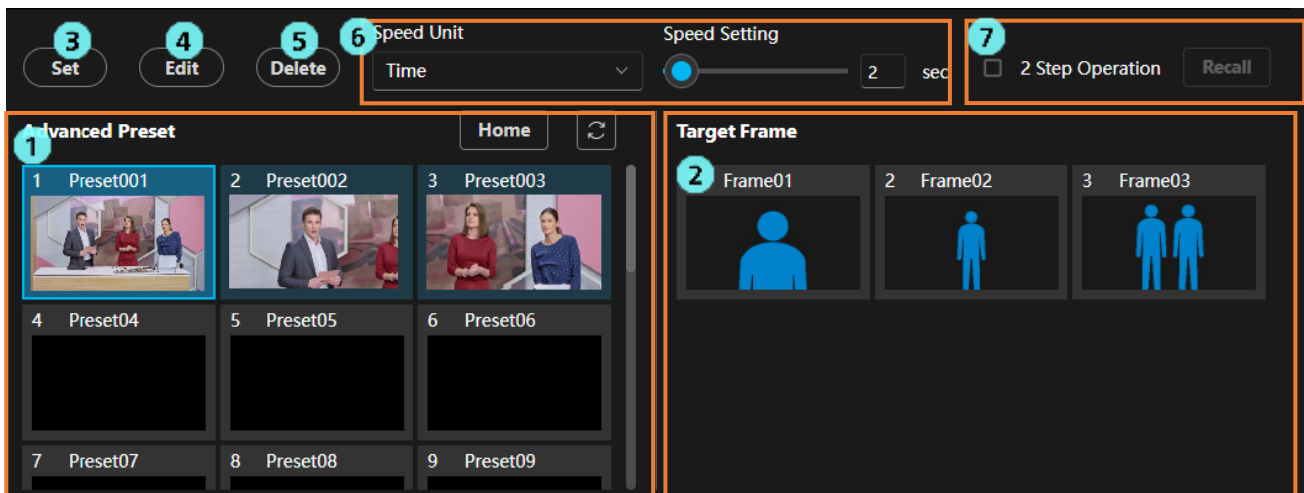 3 4 5 6 Speed Unit Speed Setting 7
Set Edit Delete Time 2 sec 2 Step Operation Recall
Advanced Preset Home Target Frame
1
1 Preset001 2 Preset002 3 Preset003 2 Frame01 2 Frame02 3 Frame03
4 Preset04 5 Preset05 6 Preset06
7 Preset07 8 Preset08 9 Preset09